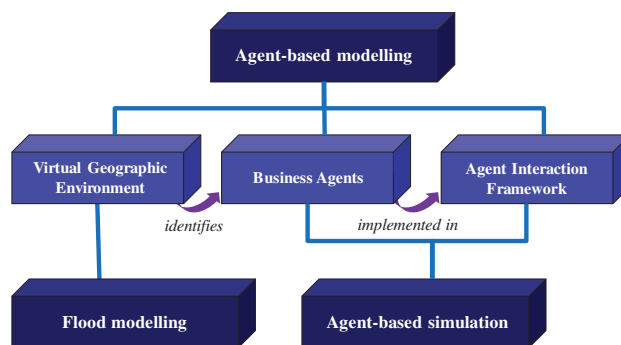 Agent-based modelling
Virtual Geographic
Environment
Business Agents
Agent Interaction
Framework
identifies
implemented in
Flood modelling
Agent-based simulation